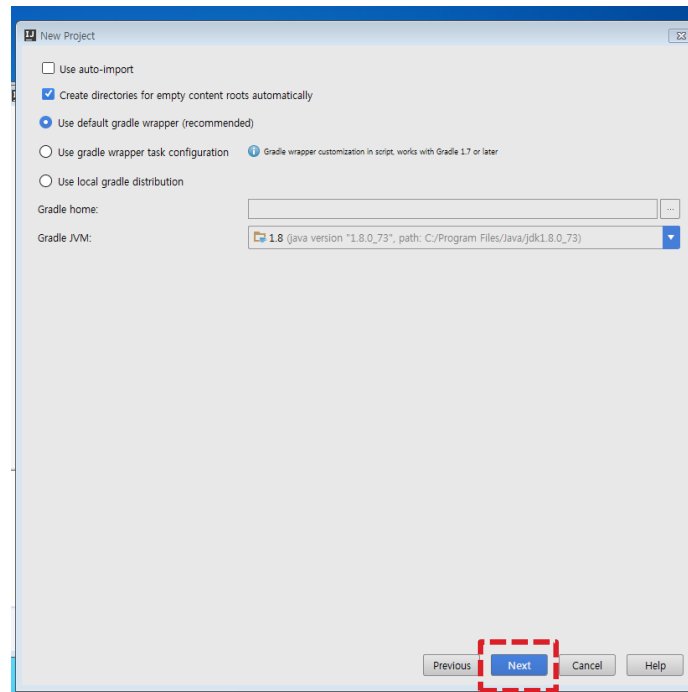 New Project
Use auto-import
Create directories for empty content roots automatically
Use default gradle wrapper (recommended)
Use gradle wrapper task configuration Gradle wrapper customization in script, works with Gradle 1.7 or later
Use local gradle distribution
Gradle home: ...
Gradle JVM: 1.8 (java version "1.8.0_73", path: C:/Program Files/Java/jdk1.8.0_73)
Previous Next Cancel Help